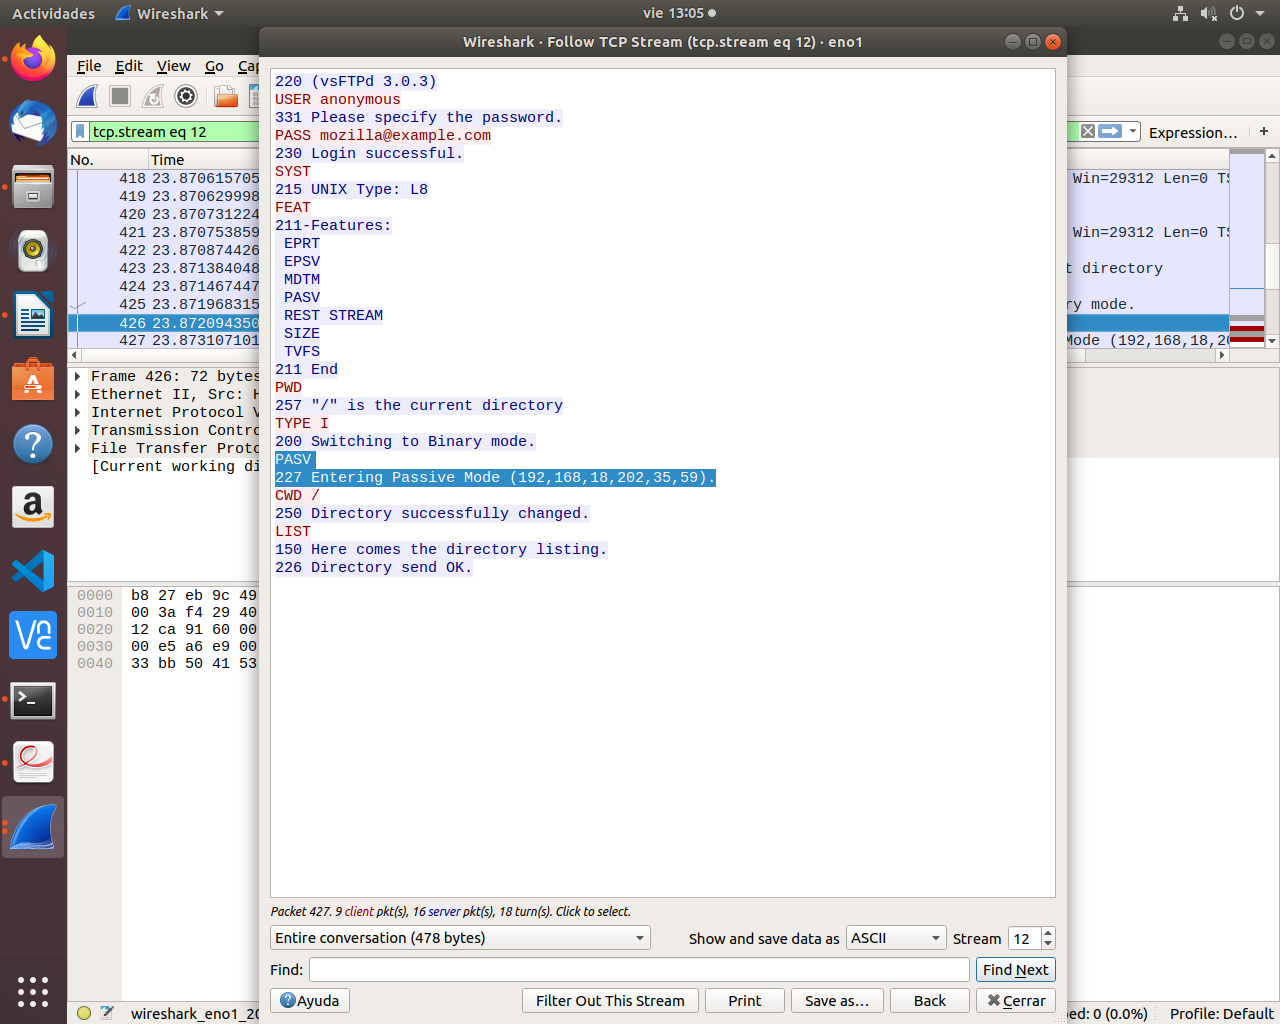 Actividades
Wireshark
vie 13:05
Wireshark · Follow TCP Stream (tcp.stream eq 12) · eno1
File Edit View Go Cap
tcp.stream eq 12
Expression…
+
No. Time
418 23.870615705
419 23.870629998
420 23.870731224
421 23.870753859
422 23.870874426
423 23.871384048
424 23.871467447
425 23.871968315
426 23.872094350
427 23.873107101
Win=29312 Len=0 TS
Win=29312 Len=0 TS
t directory
ry mode.
Mode (192,168,18,20
Frame 426: 72 bytes
Ethernet II, Src: H
Internet Protocol V
Transmission Contro
File Transfer Proto
[Current working di
0000 b8 27 eb 9c 49
0010 00 3a f4 29 40
0020 12 ca 91 60 00
0030 00 e5 a6 e9 00
0040 33 bb 50 41 53
220 (vsFTPd 3.0.3)
USER anonymous
331 Please specify the password.
PASS mozilla@example.com
230 Login successful.
SYST
215 UNIX Type: L8
FEAT
211-Features:
EPRT
EPSV
MDTM
PASV
REST STREAM
SIZE
TVFS
211 End
PWD
257 "/" is the current directory
TYPE I
200 Switching to Binary mode.
PASV
227 Entering Passive Mode (192,168,18,202,35,59).
CWD /
250 Directory successfully changed.
LIST
150 Here comes the directory listing.
226 Directory send OK.
Packet 427. 9 client pkt(s), 16 server pkt(s), 18 turn(s). Click to select.
Entire conversation (478 bytes)
Show and save data as ASCII Stream 12
Find: Find Next
Ayuda Filter Out This Stream Print Save as… Back Cerrar
wireshark_eno1_20
ped: 0 (0.0%) Profile: Default